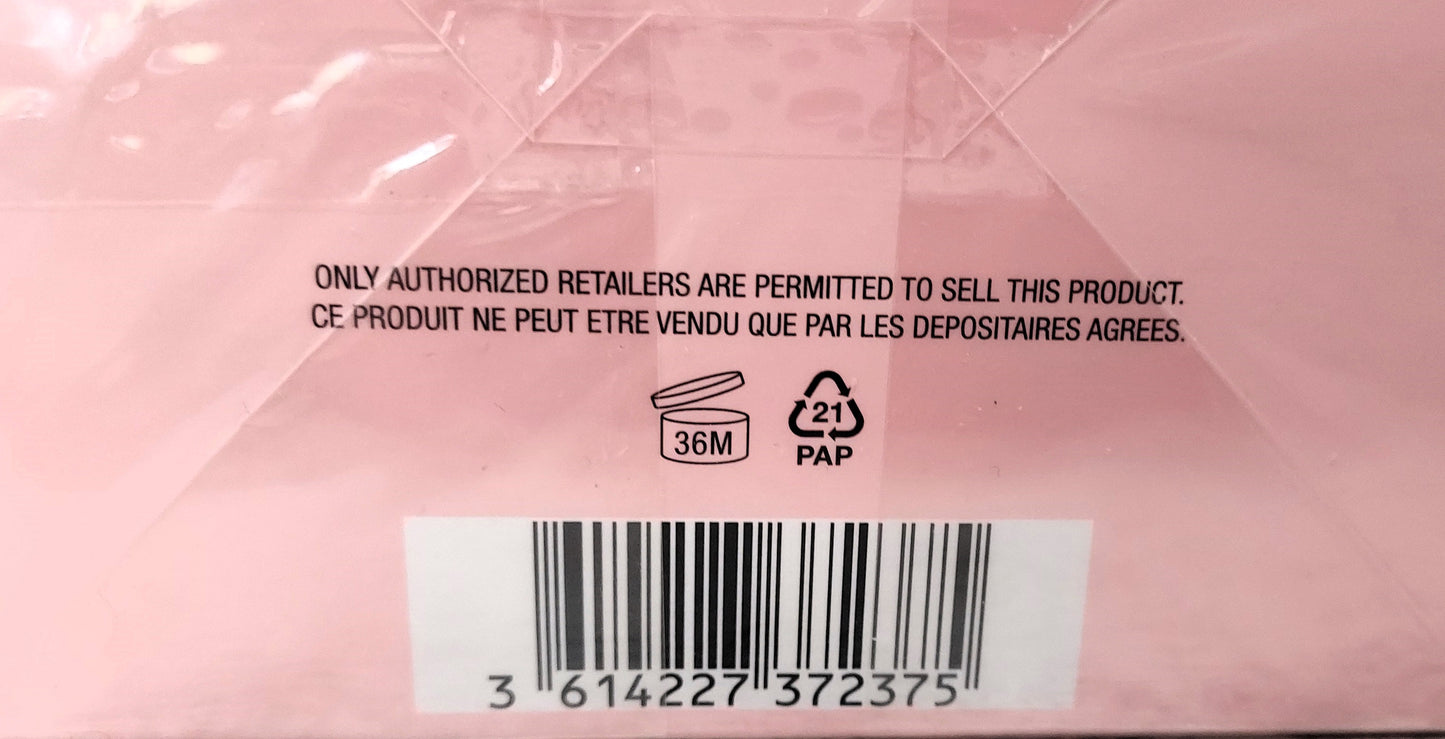 ONLY AUTHORIZED RETAILERS ARE PERMITTED TO SELL THIS PRODUCT.
CE PRODUIT NE PEUT ETRE VENDU QUE PAR LES DEPOSITAIRES AGREES.
36M
21
PAP
3 614227 372375